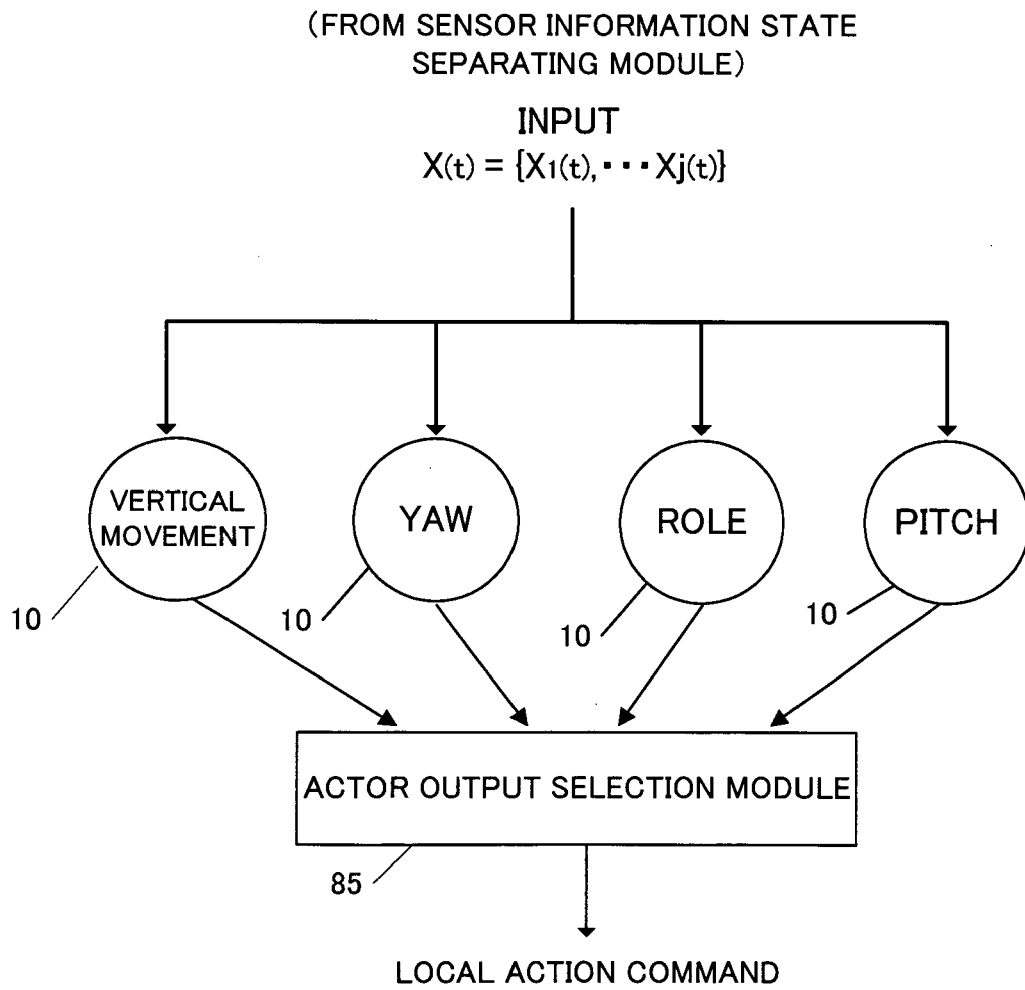 (FROM SENSOR INFORMATION STATE
SEPARATING MODULE)
INPUT
X(t) = {X1(t),···Xj(t)}
VERTICAL
MOVEMENT
YAW
ROLE
PITCH
10
10
10
10
ACTOR OUTPUT SELECTION MODULE
85
LOCAL ACTION COMMAND